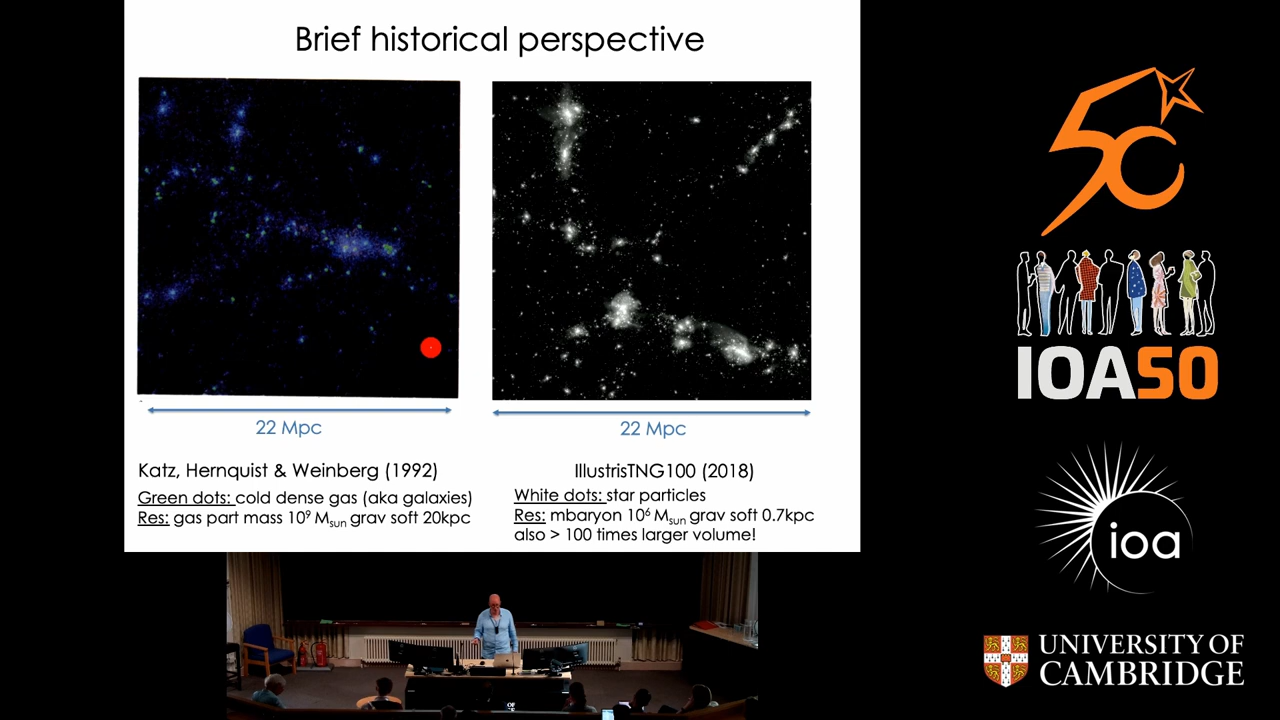 Brief historical perspective
22 Mpc
22 Mpc
Katz, Hernquist & Weinberg (1992)
Green dots: cold dense gas (aka galaxies)
Res: gas part mass 10⁹ Msun grav soft 20kpc
IllustrisTNG100 (2018)
White dots: star particles
Res: mbaryon 10⁶ Msun grav soft 0.7kpc
also > 100 times larger volume!
50
IOA50
ioa
UNIVERSITY OF
CAMBRIDGE